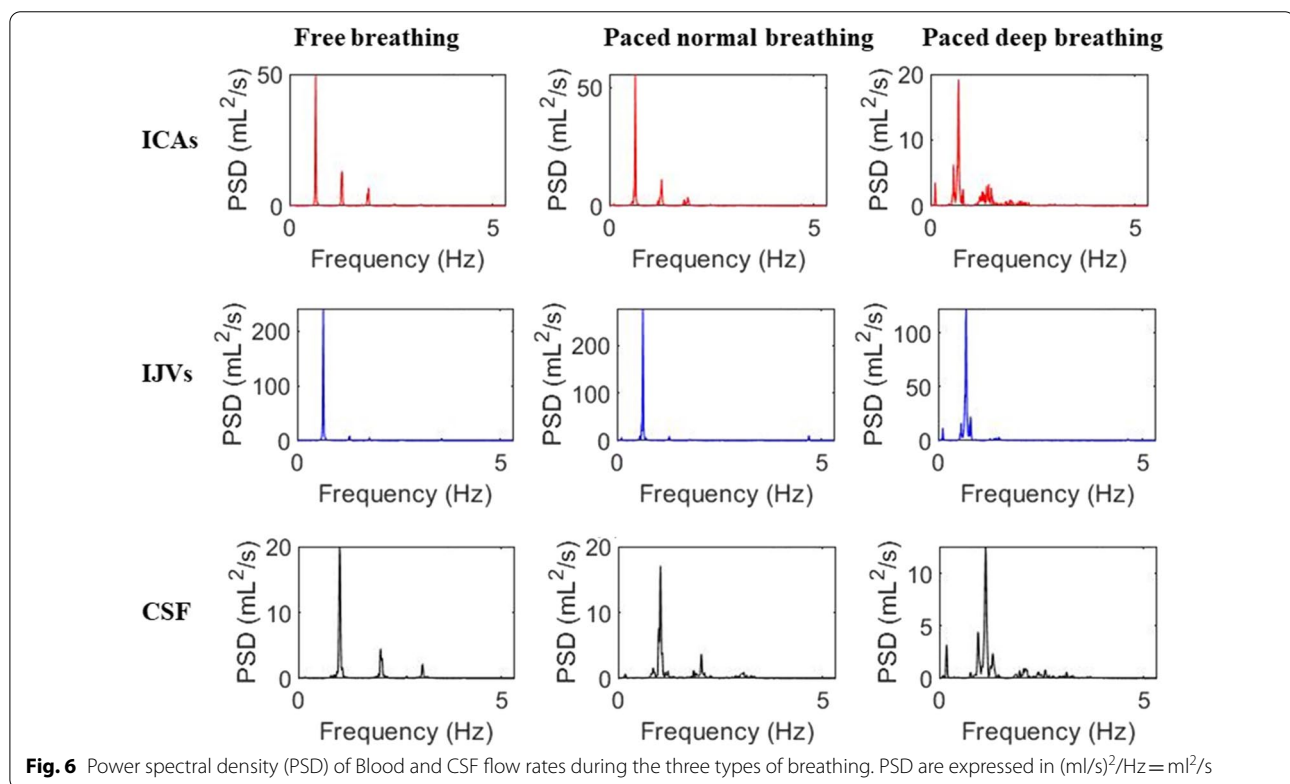 Free breathing Paced normal breathing Paced deep breathing
ICAs
PSD (mL²/s) 50 0 0 5 Frequency (Hz)
PSD (mL²/s) 50 0 0 5 Frequency (Hz)
PSD (mL²/s) 20 10 0 0 5 Frequency (Hz)
IJVs
PSD (mL²/s) 200 100 0 0 5 Frequency (Hz)
PSD (mL²/s) 200 100 0 0 5 Frequency (Hz)
PSD (mL²/s) 100 50 0 0 5 Frequency (Hz)
CSF
PSD (mL²/s) 20 10 0 0 5 Frequency (Hz)
PSD (mL²/s) 20 10 0 0 5 Frequency (Hz)
PSD (mL²/s) 10 5 0 0 5 Frequency (Hz)
Fig. 6 Power spectral density (PSD) of Blood and CSF flow rates during the three types of breathing. PSD are expressed in (ml/s)²/Hz = ml²/s